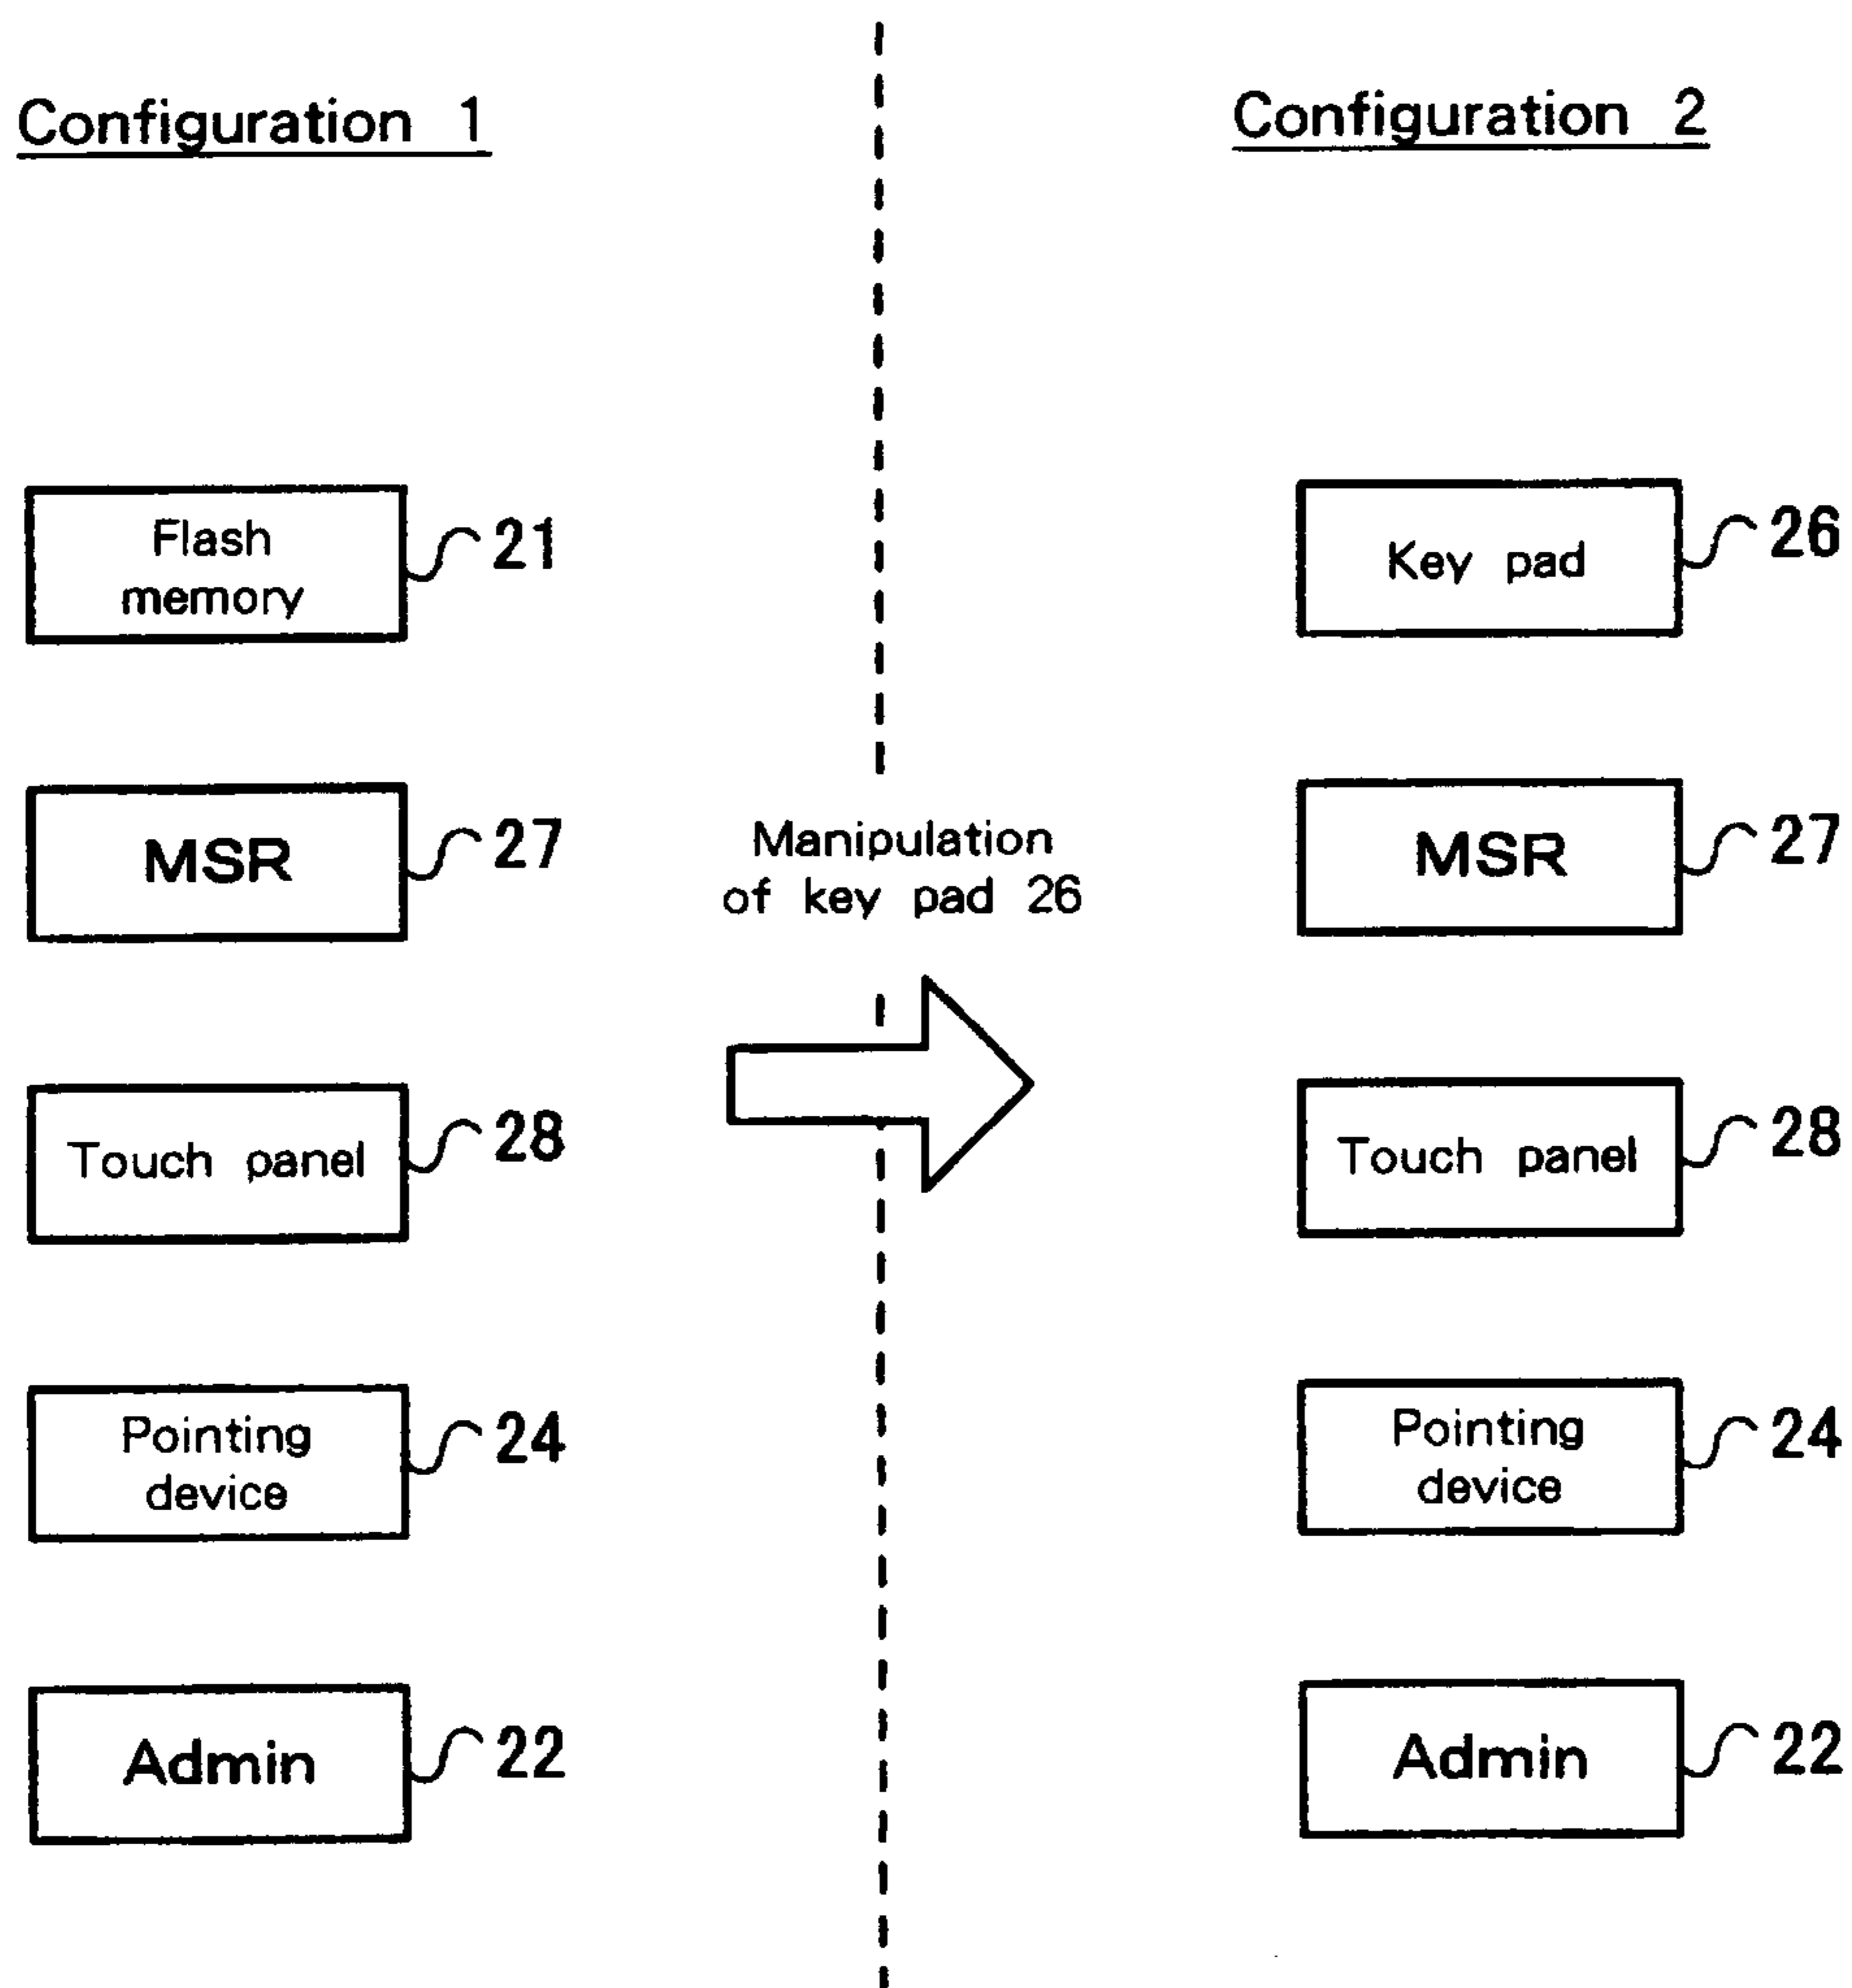 Configuration 1
Flash
memory
21
MSR
27
Touch panel
28
Pointing
device
24
Admin
22
Manipulation
of key pad 26
Configuration 2
Key pad
26
MSR
27
Touch panel
28
Pointing
device
24
Admin
22